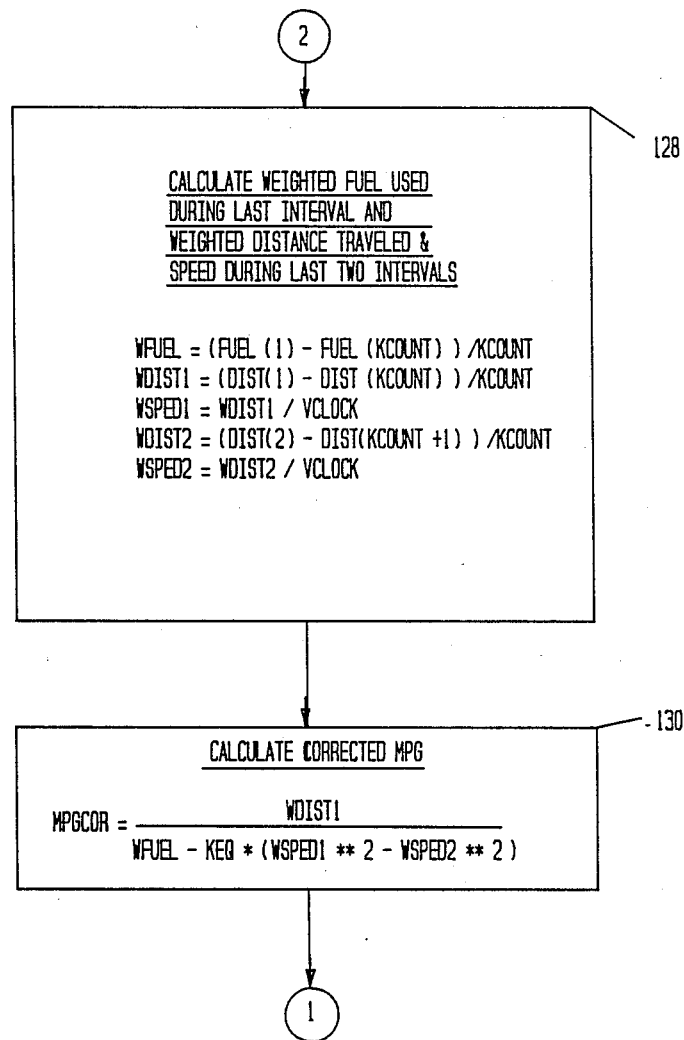 2
128
CALCULATE WEIGHTED FUEL USED
DURING LAST INTERVAL AND
WEIGHTED DISTANCE TRAVELED &
SPEED DURING LAST TWO INTERVALS
WFUEL = (FUEL (1) - FUEL (KCOUNT) ) /KCOUNT
WDIST1 = (DIST(1) - DIST (KCOUNT) ) /KCOUNT
WSPED1 = WDIST1 / VCLOCK
WDIST2 = (DIST(2) - DIST(KCOUNT +1) ) /KCOUNT
WSPED2 = WDIST2 / VCLOCK
130
CALCULATE CORRECTED MPG
MPGCOR = WDIST1
WFUEL - KEQ * (WSPED1 ** 2 - WSPED2 ** 2 )
1